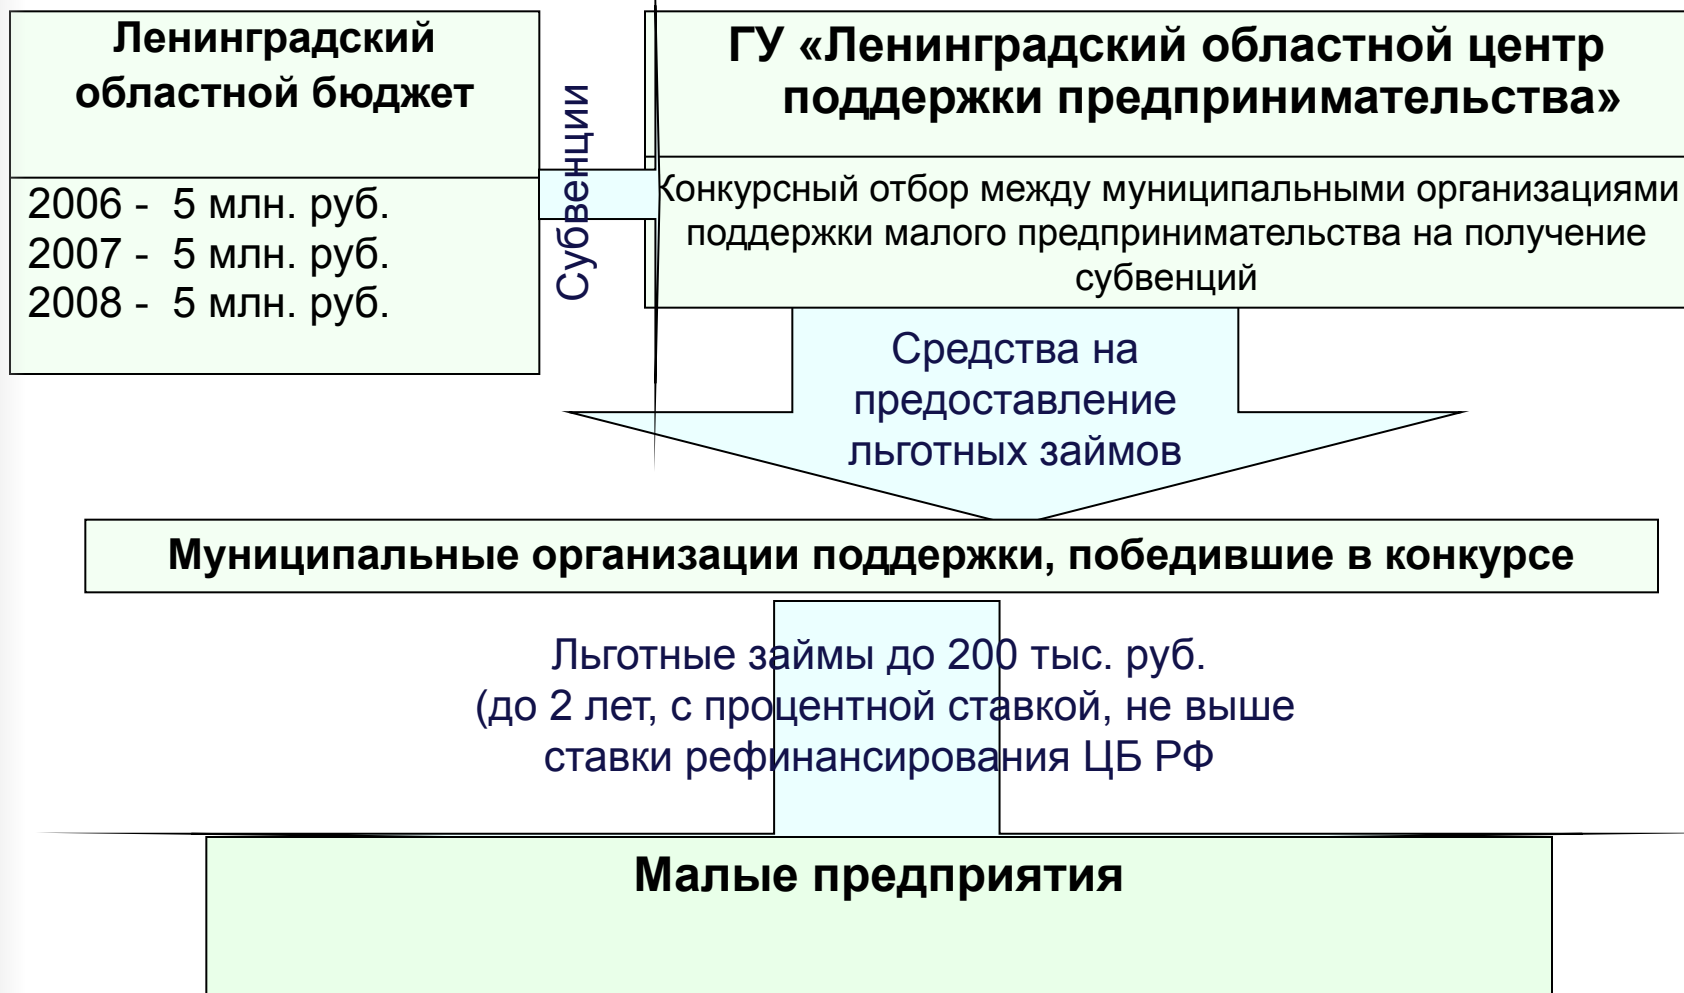 Ленинградский
областной бюджет
2006 - 5 млн. руб.
2007 - 5 млн. руб.
2008 - 5 млн. руб.
Субвенции
ГУ «Ленинградский областной центр
поддержки предпринимательства»
Конкурсный отбор между муниципальными организациями
поддержки малого предпринимательства на получение
субвенций
Средства на
предоставление
льготных займов
Муниципальные организации поддержки, победившие в конкурсе
Льготные займы до 200 тыс. руб.
(до 2 лет, с процентной ставкой, не выше
ставки рефинансирования ЦБ РФ
Малые предприятия